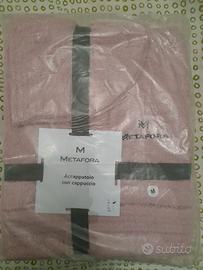 M
METAFORA
M
METAFORA
Accappatoio
con cappuccio
M
subito